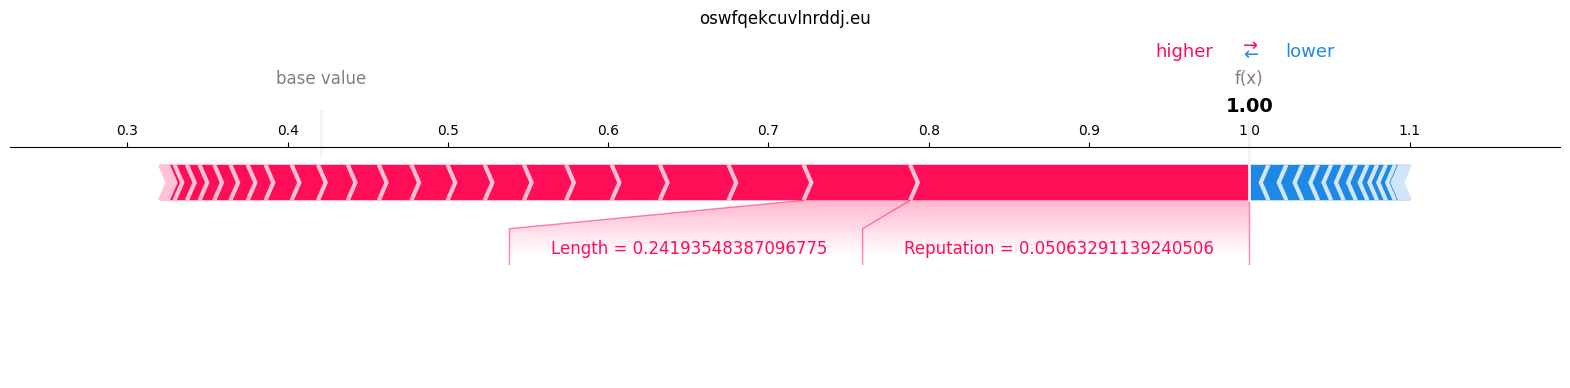 oswfqekcuvlnrddj.eu
higher ⇄ lower
base value f(x)
1.00
0.3 0.4 0.5 0.6 0.7 0.8 0.9 1.0 1.1
Length = 0.24193548387096775 Reputation = 0.05063291139240506